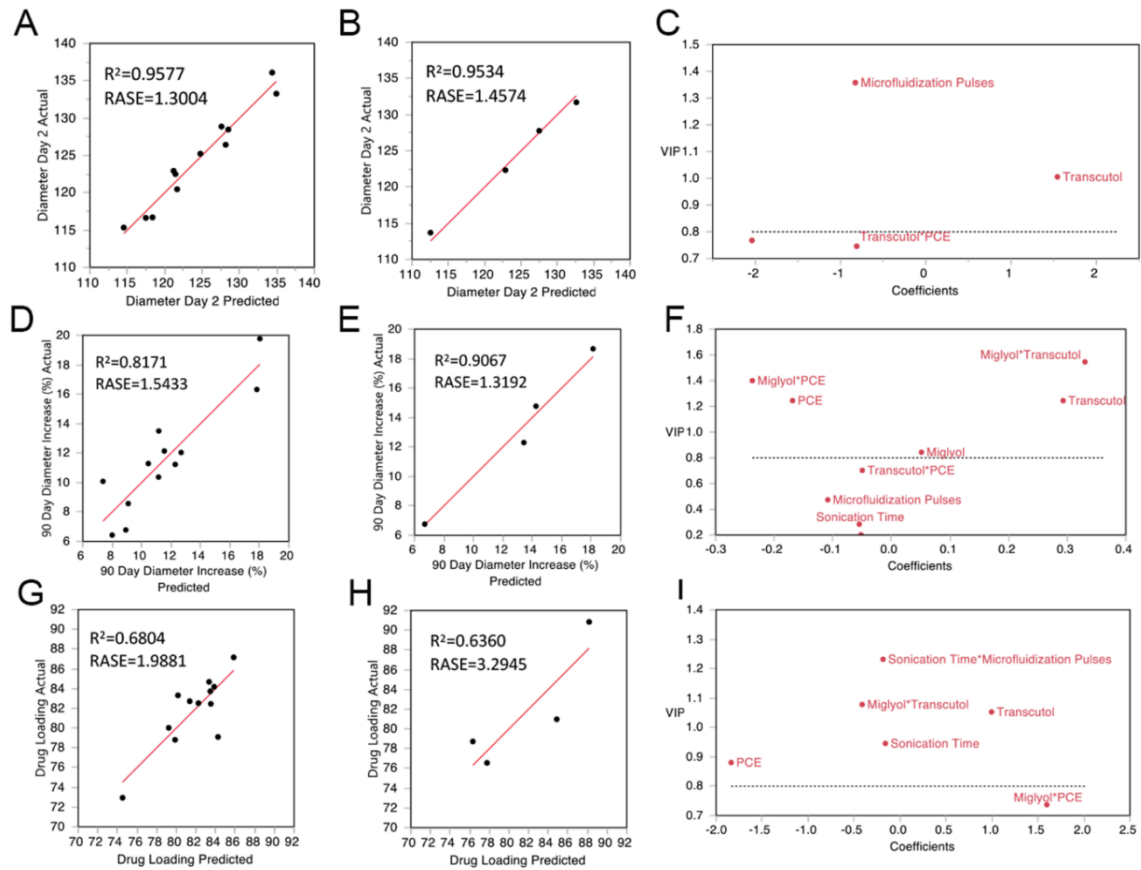 A
140
135
130
125
120
115
110
Diameter Day 2 Actual
R²=0.9577
RASE=1.3004
110 115 120 125 130 135 140
Diameter Day 2 Predicted
B
140
135
130
125
120
115
110
Diameter Day 2 Actual
R²=0.9534
RASE=1.4574
110 115 120 125 130 135 140
Diameter Day 2 Predicted
C
1.5
1.4
1.3
1.2
VIP 1.1
1.0
0.9
0.8
0.7
Microfluidization Pulses
Transcutol
Transcutol*PCE
-2 -1 0 1 2
Coefficients
D
20
18
16
14
12
10
8
6
90 Day Diameter Increase (%) Actual
R²=0.8171
RASE=1.5433
6 8 10 12 14 16 18 20
90 Day Diameter Increase (%)
Predicted
E
20
18
16
14
12
10
8
6
90 Day Diameter Increase (%) Actual
R²=0.9067
RASE=1.3192
6 8 10 12 14 16 18 20
90 Day Diameter Increase (%)
Predicted
F
1.8
1.6
1.4
1.2
VIP 1.0
0.8
0.6
0.4
0.2
Miglyol*Transcutol
Miglyol*PCE
PCE
Transcutol
Miglyol
Transcutol*PCE
Microfluidization Pulses
Sonication Time
-0.3 -0.2 -0.1 0.0 0.1 0.2 0.3 0.4
Coefficients
G
92
90
88
86
84
82
80
78
76
74
72
70
Drug Loading Actual
R²=0.6804
RASE=1.9881
70 72 74 76 78 80 82 84 86 88 90 92
Drug Loading Predicted
H
92
90
88
86
84
82
80
78
76
74
72
70
Drug Loading Actual
R²=0.6360
RASE=3.2945
70 72 74 76 78 80 82 84 86 88 90 92
Drug Loading Predicted
I
1.4
1.3
1.2
1.1
VIP
1.0
0.9
0.8
0.7
Sonication Time*Microfluidization Pulses
Miglyol*Transcutol
Transcutol
Sonication Time
PCE
Miglyol*PCE
-2.0 -1.5 -1.0 -0.5 0.0 0.5 1.0 1.5 2.0 2.5
Coefficients